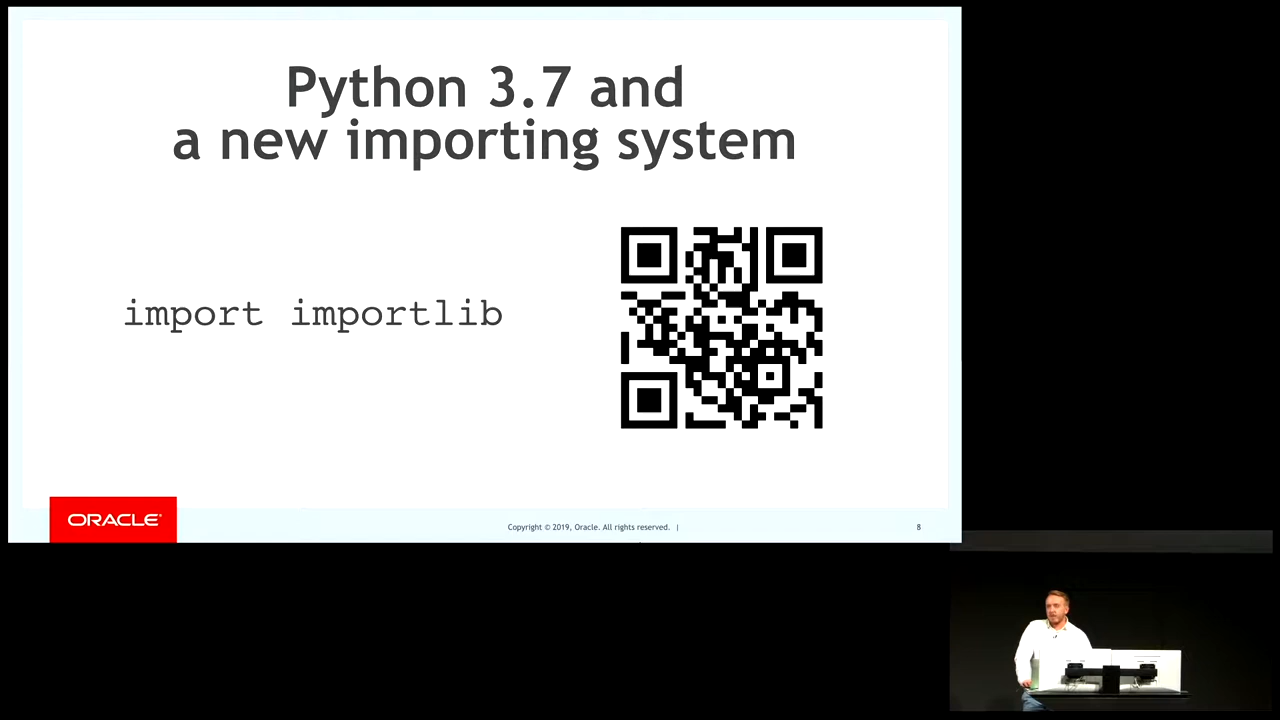 Python 3.7 and
a new importing system
import importlib
ORACLE®
Copyright © 2019, Oracle. All rights reserved. |
8